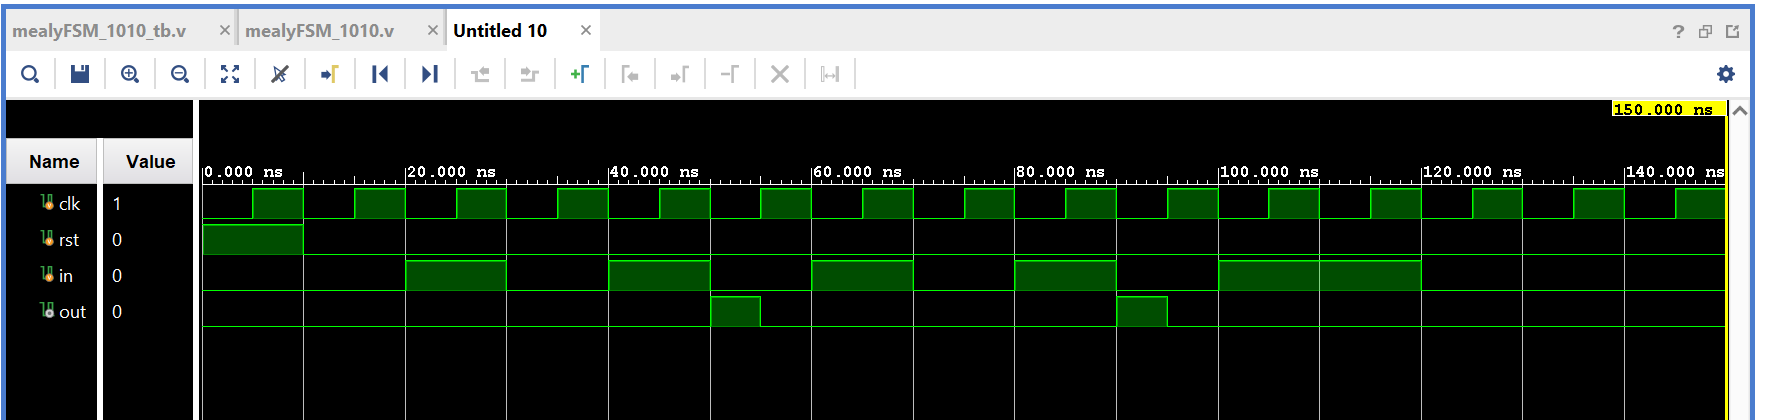 mealyFSM_1010_tb.v × mealyFSM_1010.v × Untitled 10 × ?
150.000 ns
Name Value
0.000 ns 20.000 ns 40.000 ns 60.000 ns 80.000 ns 100.000 ns 120.000 ns 140.000 ns
clk 1
rst 0
in 0
out 0